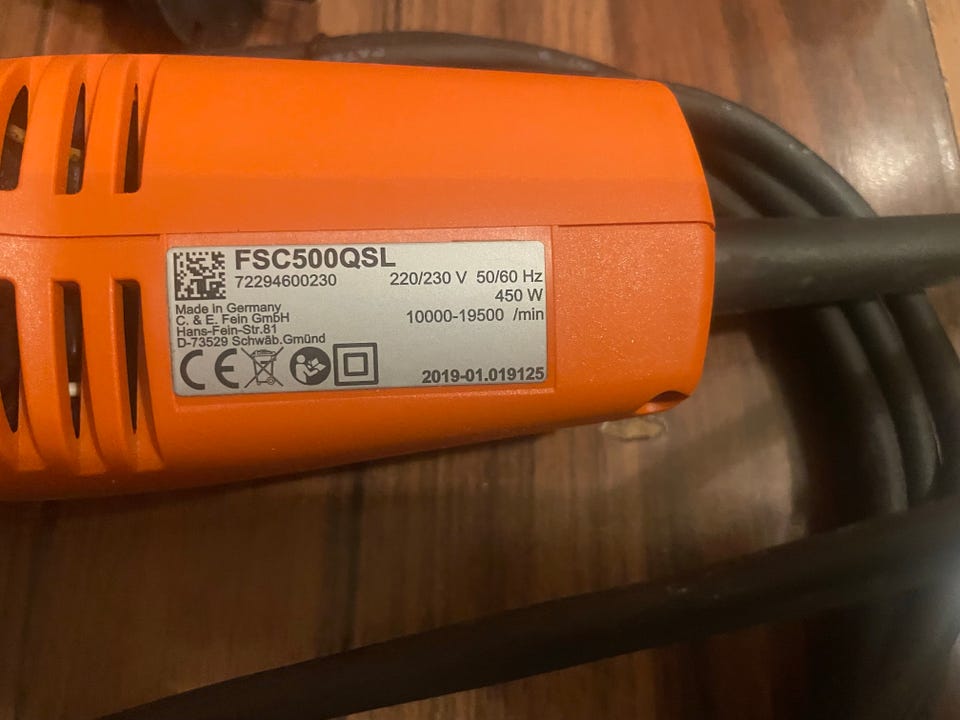 FSC500QSL
72294600230 220/230 V 50/60 Hz
450 W
10000-19500 /min
Made in Germany
C. & E. Fein GmbH
Hans-Fein-Str.81
D-73529 Schwäb.Gmünd
CE
2019-01.019125